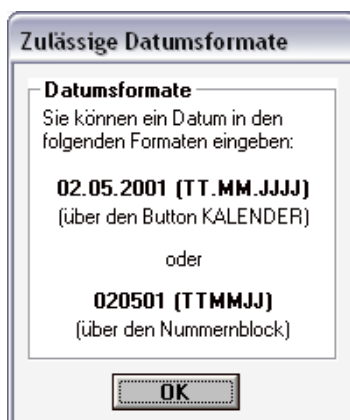 Zulässige Datumsformate
Datumsformate
Sie können ein Datum in den
folgenden Formaten eingeben:
02.05.2001 (TT.MM.JJJJ)
(über den Button KALENDER)
oder
020501 (TTMMJJ)
(über den Nummernblock)
OK